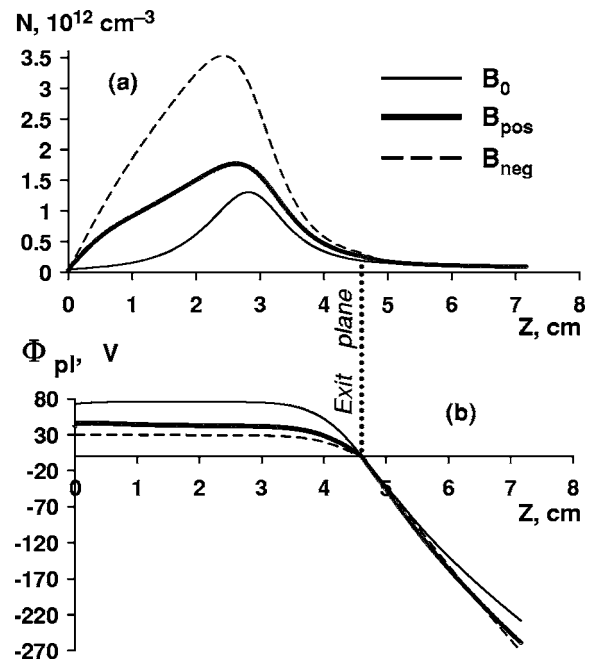 N, 10¹² cm⁻³
(a)
B₀
B_pos
B_neg
3.5
3
2.5
2
1.5
1
0.5
0
0 1 2 3 4 5 6 7 8
Z, cm
Exit plane
Φ_pl, V
(b)
80
30
-20
-70
-120
-170
-220
-270
0 1 2 3 4 5 6 7 8
Z, cm